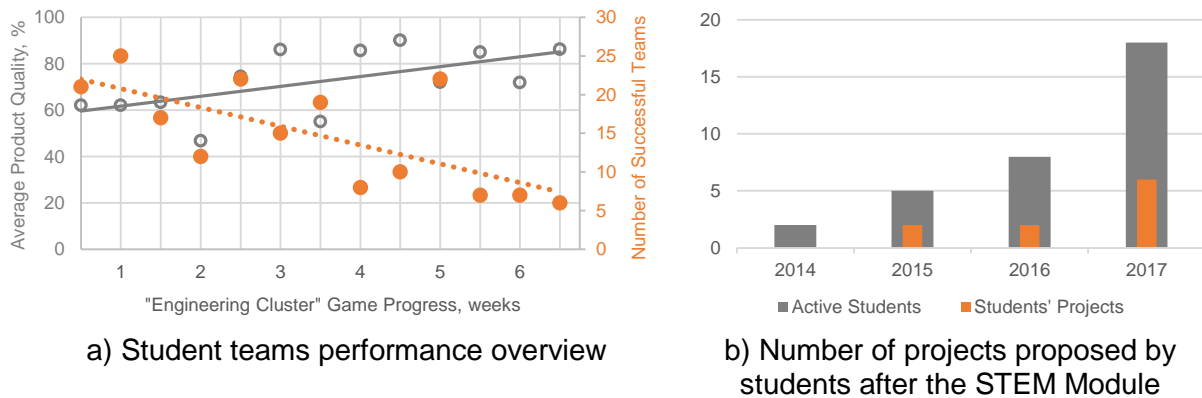 Average Product Quality, %
100
80
60
40
20
0
30
25
20
15
10
5
0
Number of Successful Teams
1 2 3 4 5 6
"Engineering Cluster" Game Progress, weeks
a) Student teams performance overview
20
15
10
5
0
2014 2015 2016 2017
Active Students Students' Projects
b) Number of projects proposed by
students after the STEM Module